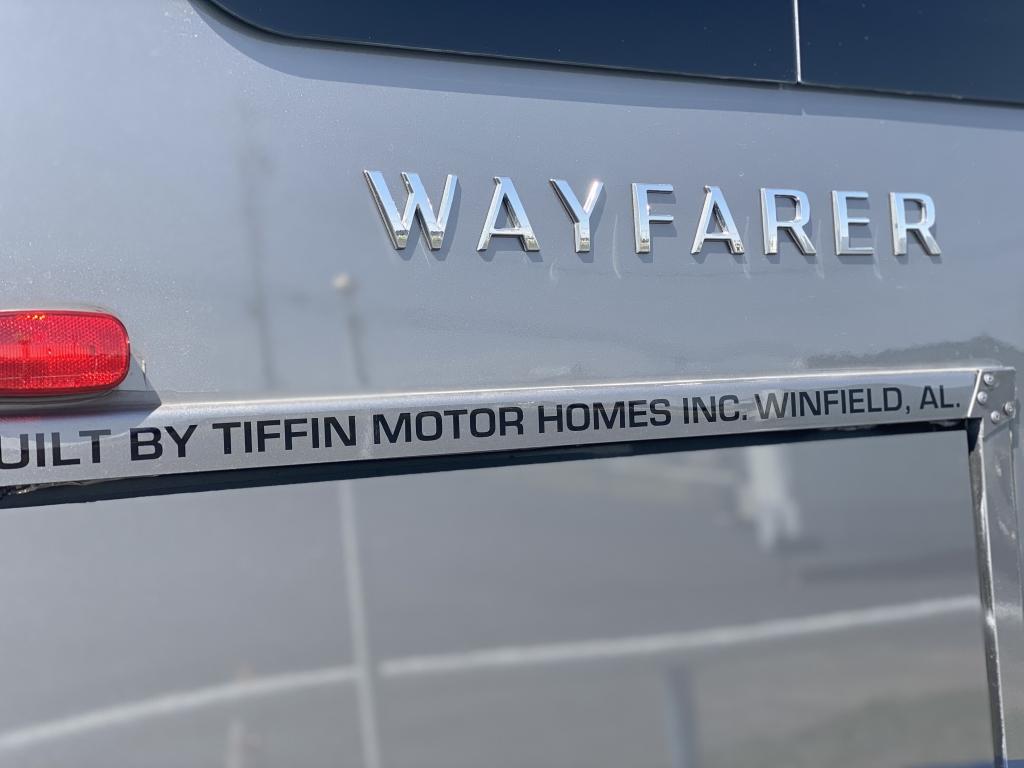 WAYFARER
UILT BY TIFFIN MOTOR HOMES INC. WINFIELD, AL.